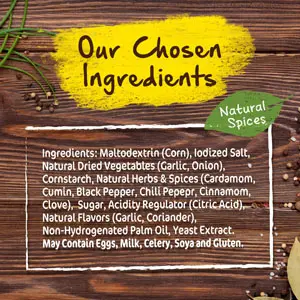 Our Chosen
Ingredients
Natural
Spices
Ingredients: Maltodextrin (Corn), Iodized Salt,
Natural Dried Vegetables (Garlic, Onion),
Cornstarch, Natural Herbs & Spices (Cardamom,
Cumin, Black Pepper, Chili Pepepr, Cinnamom,
Clove), Sugar, Acidity Regulator (Citric Acid),
Natural Flavors (Garlic, Coriander),
Non-Hydrogenated Palm Oil, Yeast Extract.
May Contain Eggs, Milk, Celery, Soya and Gluten.